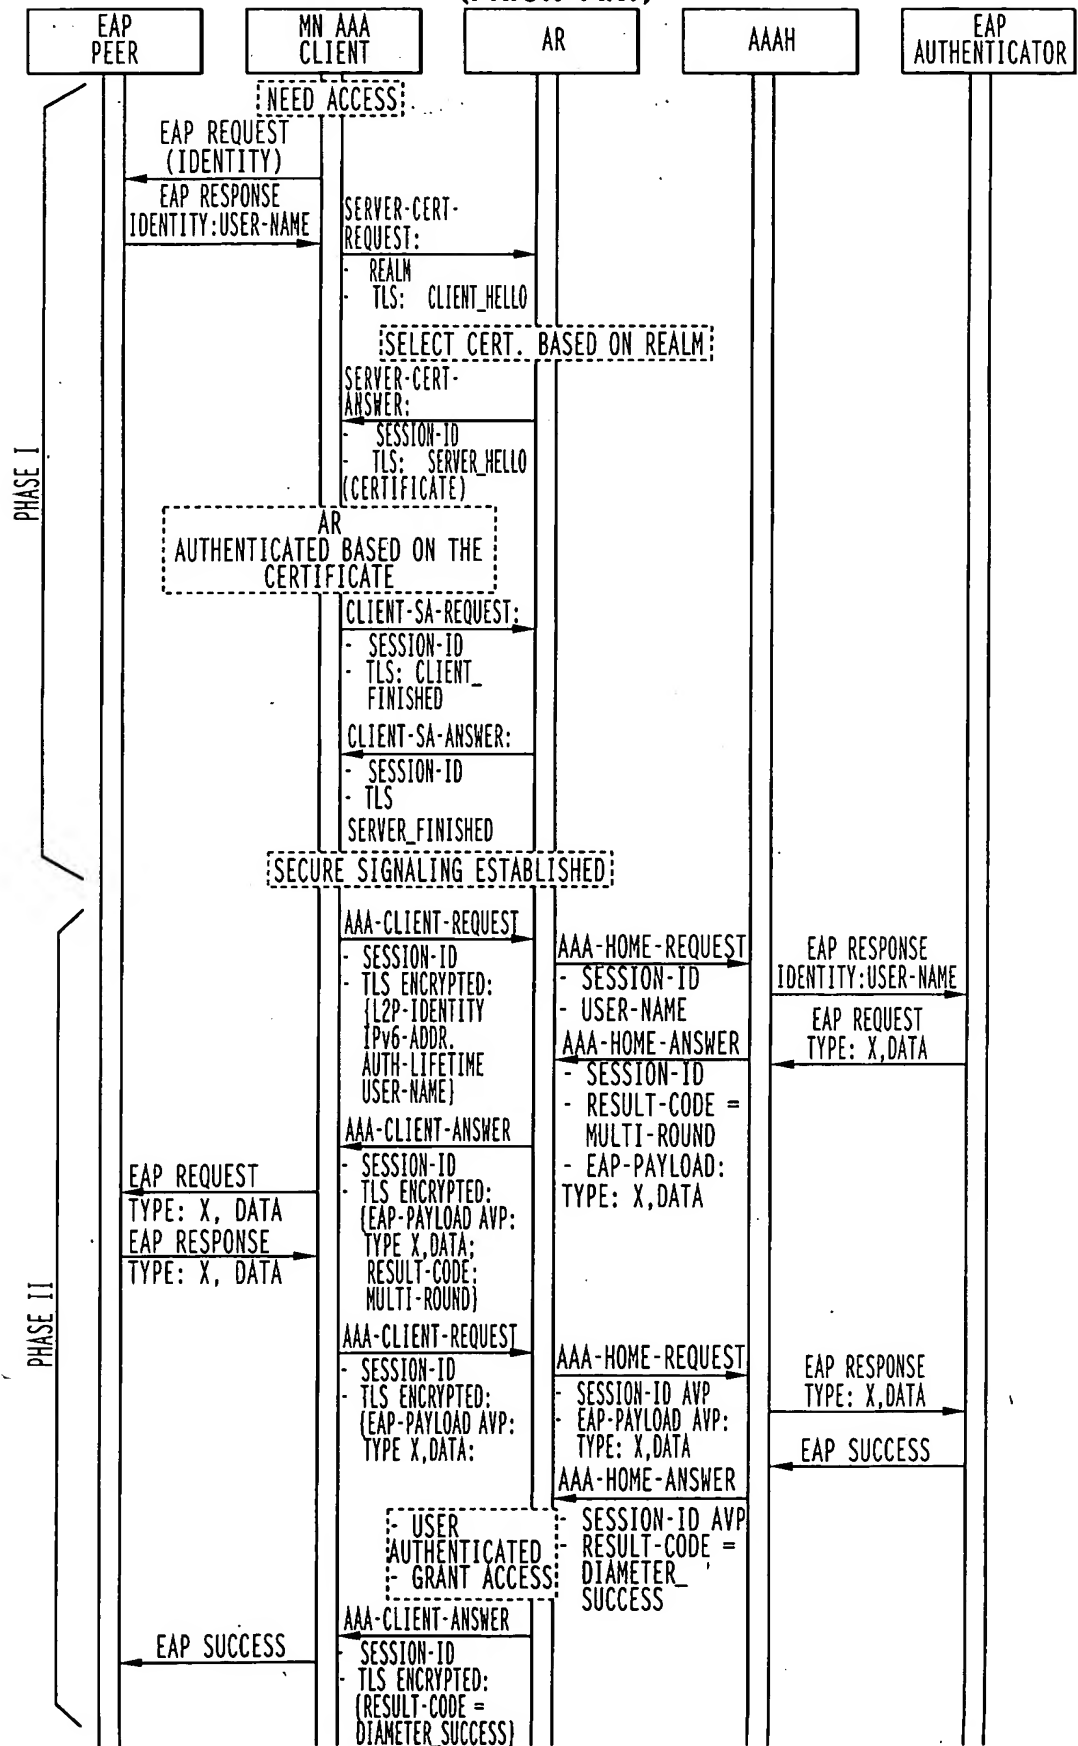 (PRIOR ART)
EAP
PEER
MN AAA
CLIENT
AR
AAAH
EAP
AUTHENTICATOR
NEED ACCESS
EAP REQUEST
(IDENTITY)
EAP RESPONSE
IDENTITY:USER-NAME
SERVER-CERT-
REQUEST:
- REALM
- TLS: CLIENT_HELLO
SELECT CERT. BASED ON REALM
SERVER-CERT-
ANSWER:
- SESSION-ID
- TLS: SERVER_HELLO
(CERTIFICATE)
PHASE I
AR
AUTHENTICATED BASED ON THE
CERTIFICATE
CLIENT-SA-REQUEST:
- SESSION-ID
- TLS: CLIENT_
FINISHED
CLIENT-SA-ANSWER:
- SESSION-ID
- TLS
SERVER_FINISHED
SECURE SIGNALING ESTABLISHED
AAA-CLIENT-REQUEST
- SESSION-ID
- TLS ENCRYPTED:
{L2P-IDENTITY
IPv6-ADDR.
AUTH-LIFETIME
USER-NAME}
AAA-HOME-REQUEST
- SESSION-ID
- USER-NAME
EAP RESPONSE
IDENTITY:USER-NAME
EAP REQUEST
TYPE: X,DATA
AAA-HOME-ANSWER
- SESSION-ID
- RESULT-CODE =
MULTI-ROUND
- EAP-PAYLOAD:
TYPE: X,DATA
AAA-CLIENT-ANSWER
- SESSION-ID
- TLS ENCRYPTED:
{EAP-PAYLOAD AVP:
TYPE X,DATA;
RESULT-CODE:
MULTI-ROUND}
EAP REQUEST
TYPE: X, DATA
EAP RESPONSE
TYPE: X, DATA
PHASE II
AAA-CLIENT-REQUEST
- SESSION-ID
- TLS ENCRYPTED:
{EAP-PAYLOAD AVP:
TYPE X,DATA:
AAA-HOME-REQUEST
- SESSION-ID AVP
- EAP-PAYLOAD AVP:
TYPE: X,DATA
EAP RESPONSE
TYPE: X,DATA
EAP SUCCESS
AAA-HOME-ANSWER
- SESSION-ID AVP
- RESULT-CODE =
DIAMETER_
SUCCESS
- USER
AUTHENTICATED
- GRANT ACCESS
AAA-CLIENT-ANSWER
- SESSION-ID
- TLS ENCRYPTED:
{RESULT-CODE =
DIAMETER_SUCCESS}
EAP SUCCESS